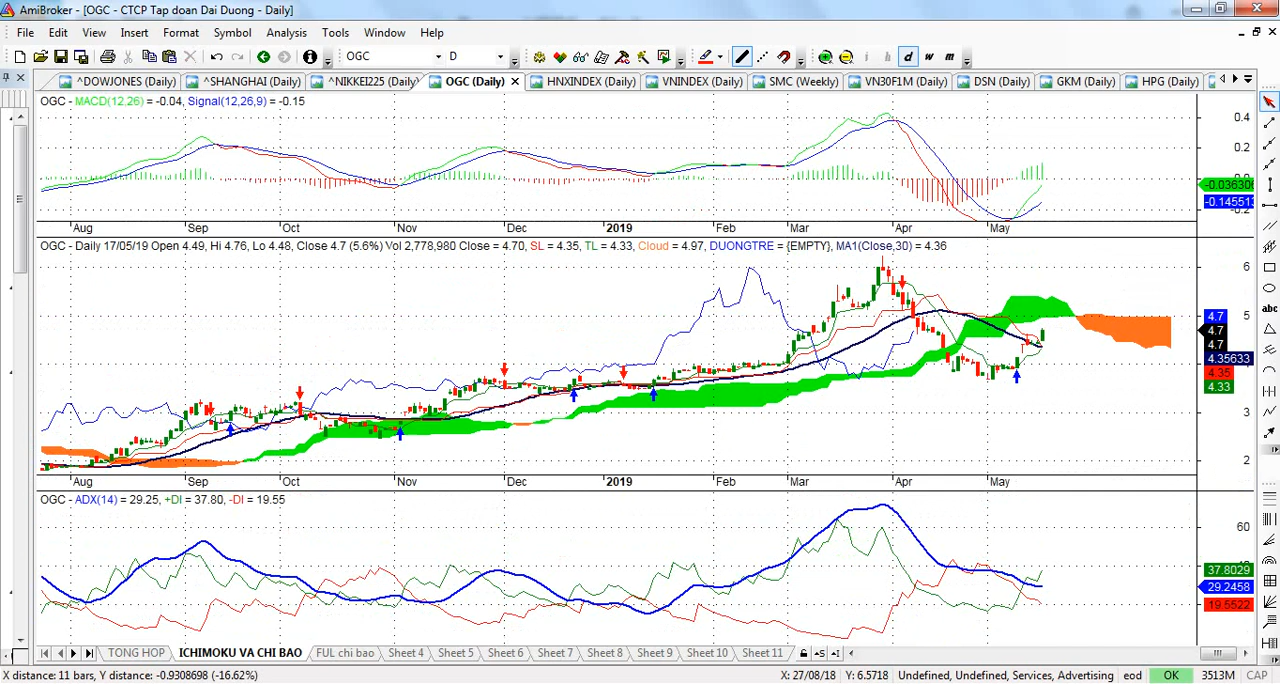 AmiBroker - [OGC - CTCP Tap doan Dai Duong - Daily]
File Edit View Insert Format Symbol Analysis Tools Window Help
OGC D i h d w m
^DOWJONES (Daily) ^SHANGHAI (Daily) ^NIKKEI225 (Daily) OGC (Daily) HNXINDEX (Daily) VNINDEX (Daily) SMC (Weekly) VN30F1M (Daily) DSN (Daily) GKM (Daily) HPG (Daily)
OGC - MACD(12,26) = -0.04, Signal(12,26,9) = -0.15
0.4
0.2
0.0
-0.036306
-0.145513
-0.2
Aug Sep Oct Nov Dec 2019 Feb Mar Apr May
OGC - Daily 17/05/19 Open 4.49, Hi 4.76, Lo 4.48, Close 4.7 (5.6%) Vol 2,778,980 Close = 4.70, SL = 4.35, TL = 4.33, Cloud = 4.97, DUONGTRE = {EMPTY}, MA1(Close,30) = 4.36
6
5
4.7
4.7
4.7
4.35633
4.35
4.33
3
2
Aug Sep Oct Nov Dec 2019 Feb Mar Apr May
OGC - ADX(14) = 29.25, +DI = 37.80, -DI = 19.55
60
37.8029
29.2458
19.5522
abc
TONG HOP ICHIMOKU VA CHI BAO FUL chi bao Sheet 4 Sheet 5 Sheet 6 Sheet 7 Sheet 8 Sheet 9 Sheet 10 Sheet 11
X distance: 11 bars, Y distance: -0.9308698 (-16.62%) X: 27/08/18 Y: 6.5718 Undefined, Undefined, Services, Advertising eod OK 3513M CAP